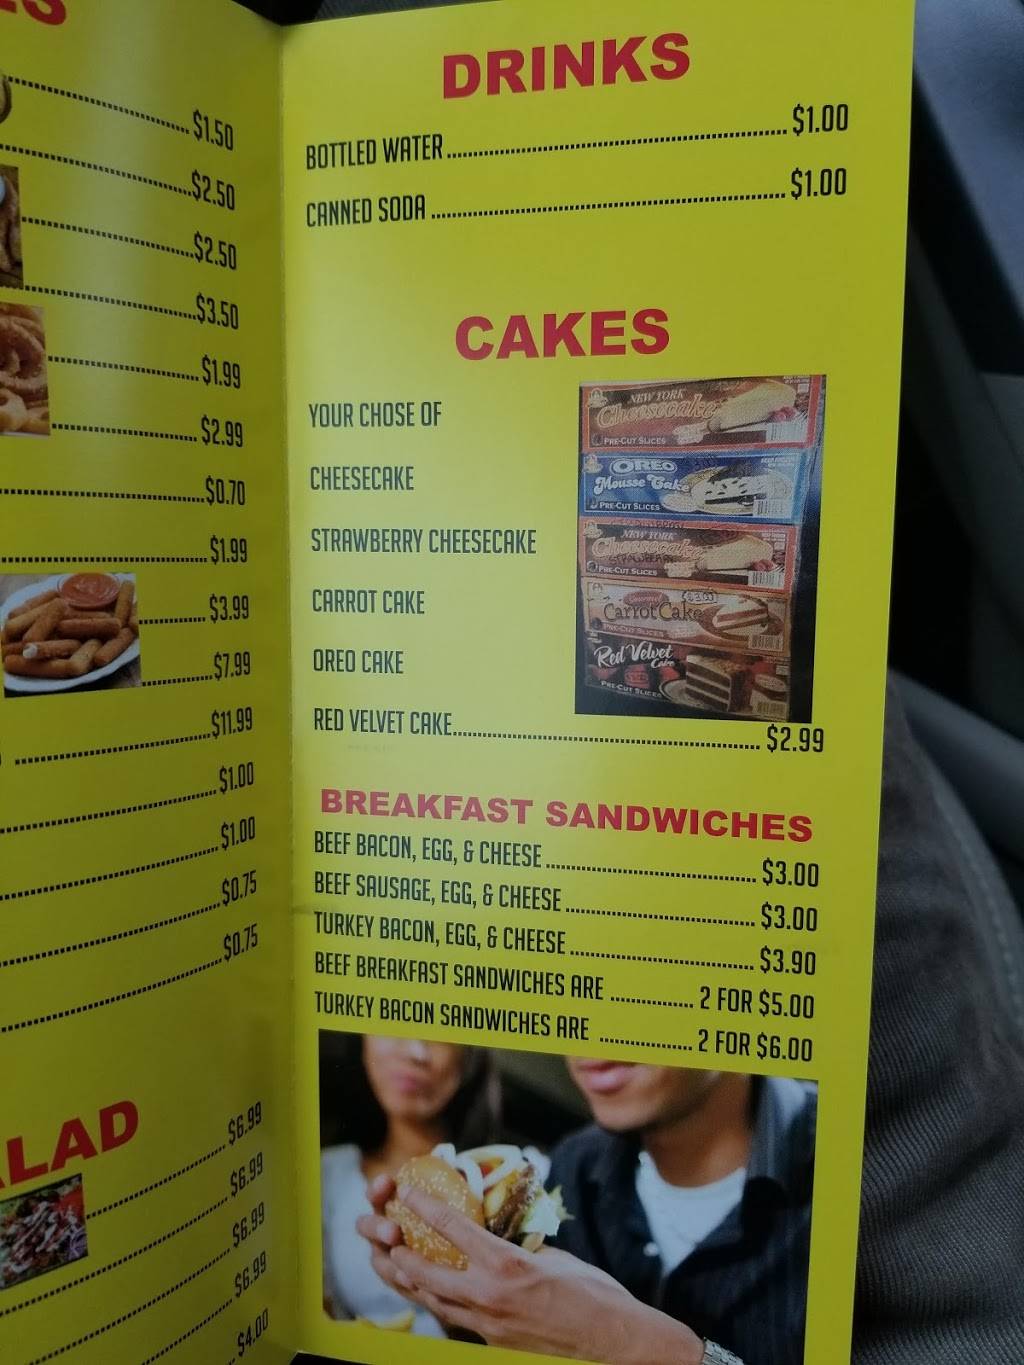 $1.50
$2.50
$2.50
$3.50
$1.99
$2.99
$0.70
$1.99
$3.99
$7.99
$11.99
$1.00
$1.00
$0.75
$0.75
LAD
$6.99
$6.99
$6.99
$6.99
$4.00
DRINKS
BOTTLED WATER $1.00
CANNED SODA $1.00
CAKES
YOUR CHOSE OF
CHEESECAKE
STRAWBERRY CHEESECAKE
CARROT CAKE
OREO CAKE
RED VELVET CAKE $2.99
NEW YORK
Cheesecake
PRE-CUT SLICES
OREO
Mousse Cake
PRE-CUT SLICES
NEW YORK
Cheesecake
PRE-CUT SLICES
Carrot Cake
PRE-CUT SLICES
Red Velvet
Cake
PRE-CUT SLICES
BREAKFAST SANDWICHES
BEEF BACON, EGG, & CHEESE $3.00
BEEF SAUSAGE, EGG, & CHEESE $3.00
TURKEY BACON, EGG, & CHEESE $3.90
BEEF BREAKFAST SANDWICHES ARE 2 FOR $5.00
TURKEY BACON SANDWICHES ARE 2 FOR $6.00